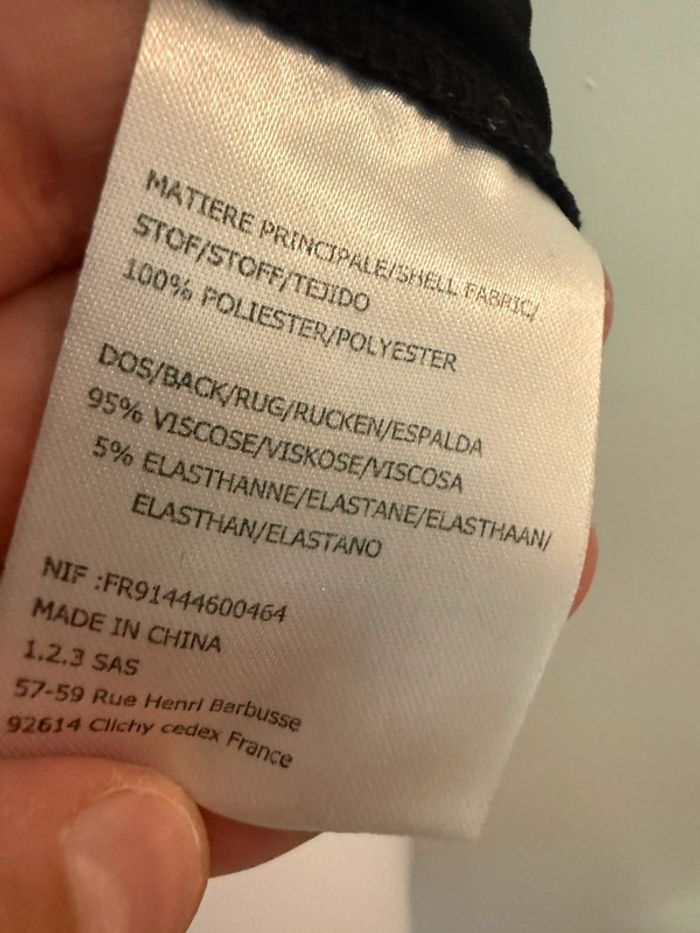 MATIERE PRINCIPALE/SHELL FABRIC/
STOF/STOFF/TEJIDO
100% POLIESTER/POLYESTER
DOS/BACK/RUG/RUCKEN/ESPALDA
95% VISCOSE/VISKOSE/VISCOSA
5% ELASTHANNE/ELASTANE/ELASTHAAN/
ELASTHAN/ELASTANO
NIF :FR91444600464
MADE IN CHINA
1.2.3 SAS
57-59 Rue Henri Barbusse
92614 Clichy cedex France